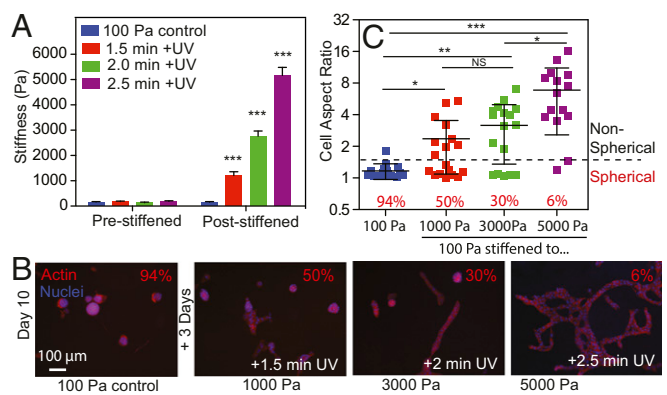 A
100 Pa control
1.5 min +UV
2.0 min +UV
2.5 min +UV
Stiffness (Pa)
6000
5000
4000
3000
2000
1000
0
***
***
***
Pre-stiffened
Post-stiffened
C
Cell Aspect Ratio
32
16
8
4
2
1
0.5
***
**
*
NS
*
Non-
Spherical
Spherical
94%
50%
30%
6%
100 Pa
1000 Pa
3000Pa
5000 Pa
100 Pa stiffened to...
B
Day 10
Actin
Nuclei
94%
100 µm
100 Pa control
+ 3 Days
50%
+1.5 min UV
1000 Pa
30%
+2 min UV
3000 Pa
6%
+2.5 min UV
5000 Pa